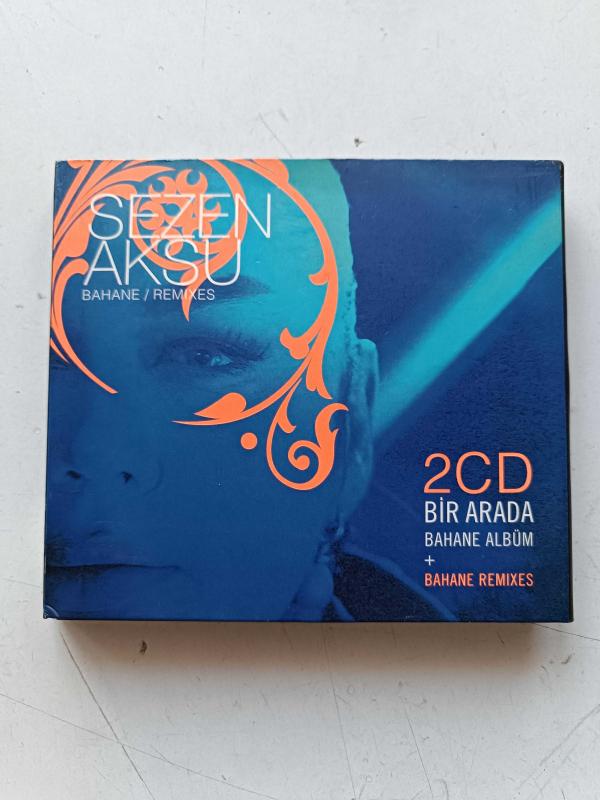 SEZEN
AKSU
BAHANE / REMIXES
2CD
BİR ARADA
BAHANE ALBÜM
+
BAHANE REMIXES